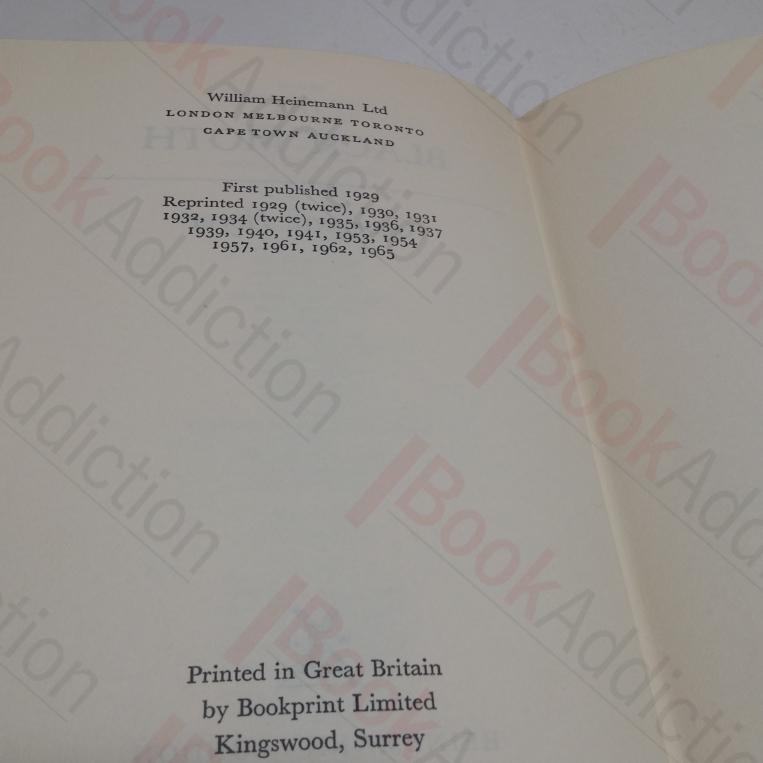 William Heinemann Ltd
LONDON MELBOURNE TORONTO
CAPE TOWN AUCKLAND
First published 1929
Reprinted 1929 (twice), 1930, 1931
1932, 1934 (twice), 1935, 1936, 1937
1939, 1940, 1941, 1953, 1954
1957, 1961, 1962, 1965
Printed in Great Britain
by Bookprint Limited
Kingswood, Surrey
BookAddiction